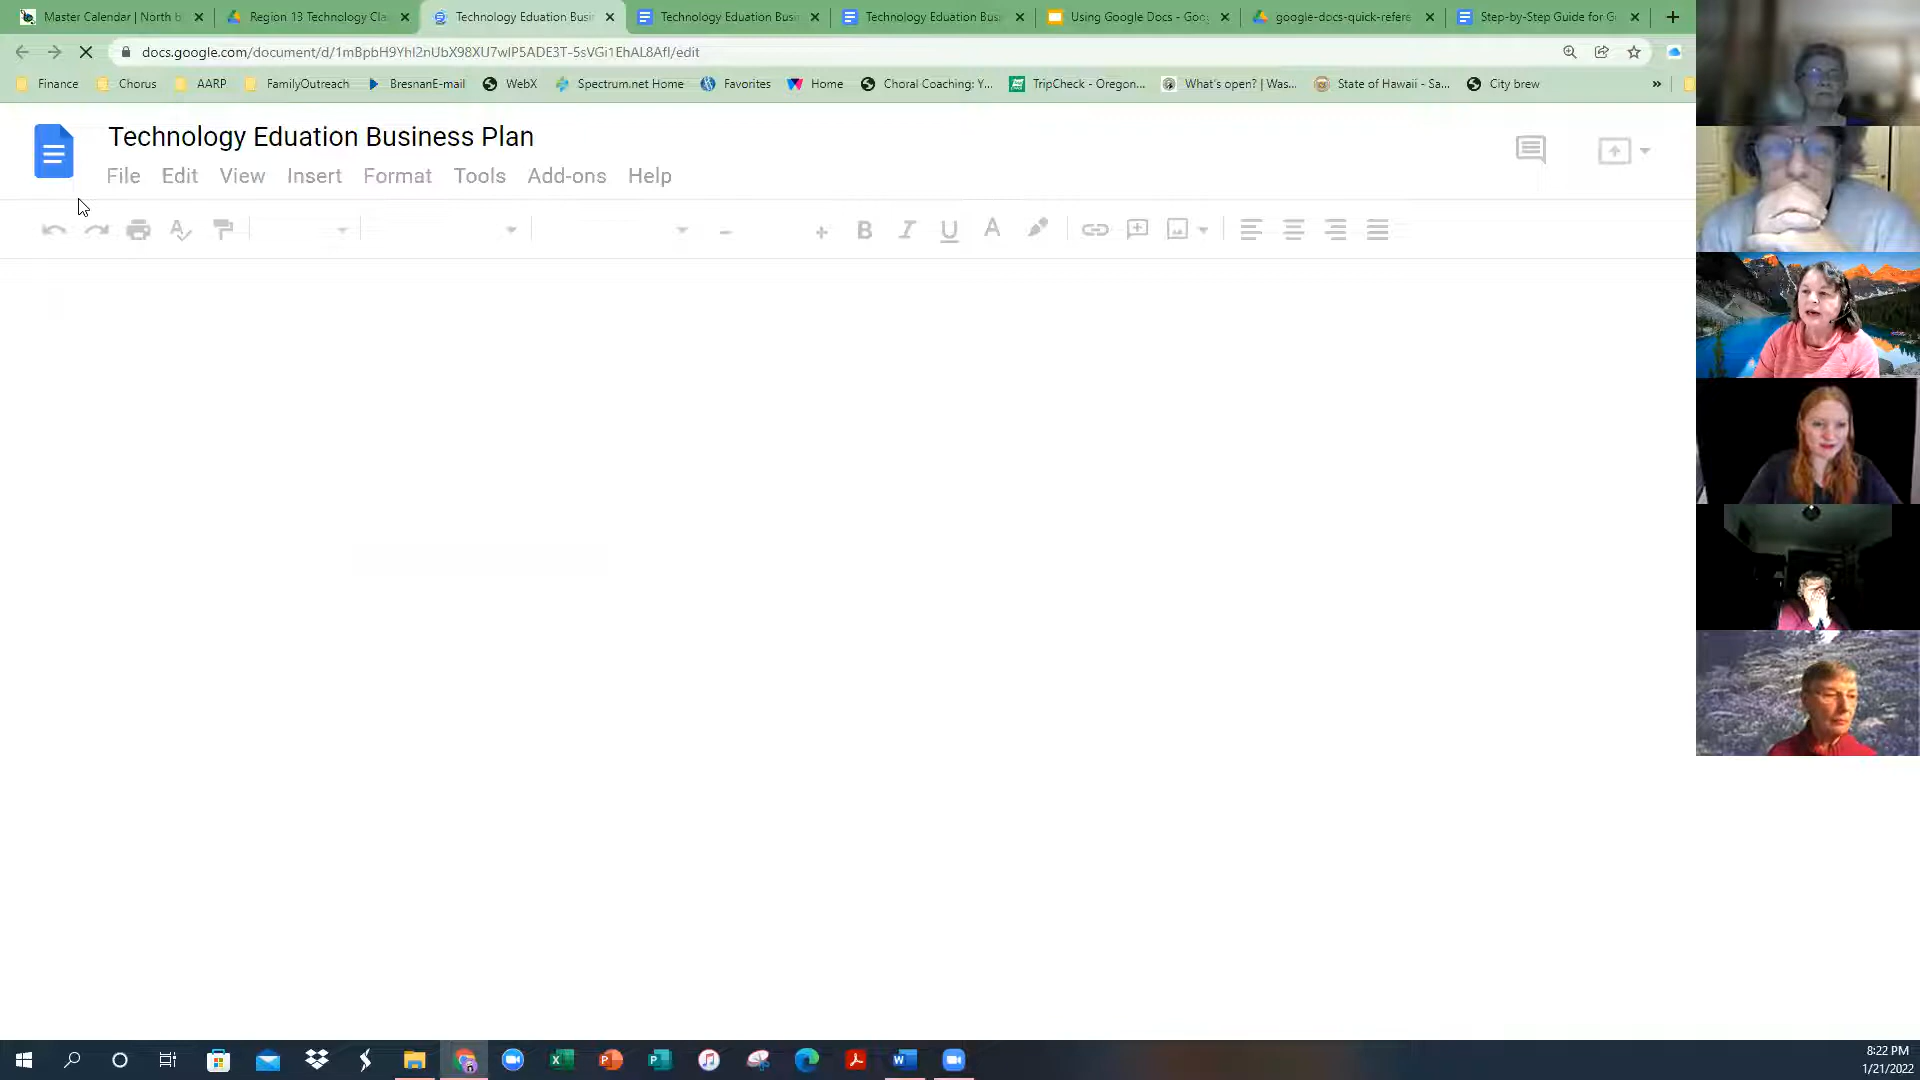 Master Calendar | North b
Region 13 Technology Cla
Technology Eduation Busin
Technology Eduation Busi
Technology Eduation Bus
Using Google Docs - Goo
google-docs-quick-refere
Step-by-Step Guide for G
docs.google.com/document/d/1mBpbH9YhI2nUbX98XU7wIP5ADE3T-5sVGi1EhAL8AfI/edit
Finance
Chorus
AARP
FamilyOutreach
BresnanE-mail
WebX
Spectrum.net Home
Favorites
Home
Choral Coaching: Y...
TripCheck - Oregon...
What's open? | Was...
State of Hawaii - Sa...
City brew
»
Technology Eduation Business Plan
File Edit View Insert Format Tools Add-ons Help
B I U A
8:22 PM
1/21/2022